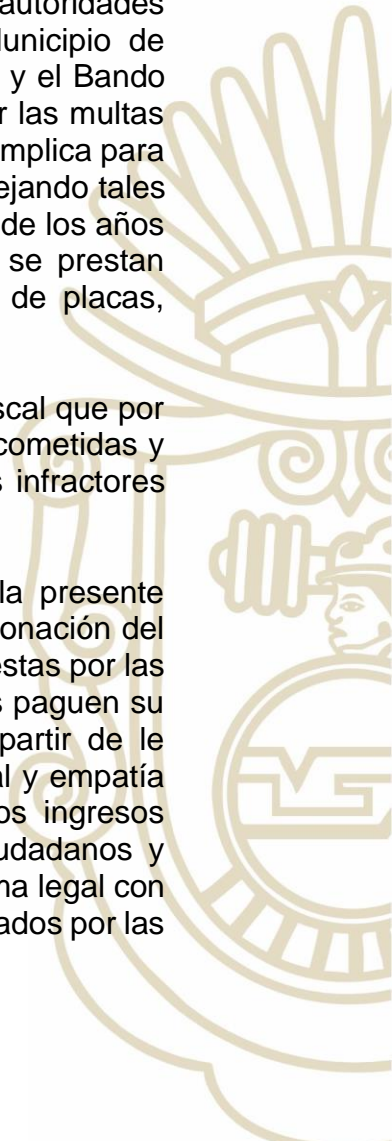 autoridades
Municipio de
y el Bando
r las multas
mplica para
ejando tales
de los años
se prestan
de placas,
scal que por
cometidas y
s infractores
la presente
onación del
estas por las
s paguen su
partir de le
al y empatía
os ingresos
udadanos y
na legal con
ados por las